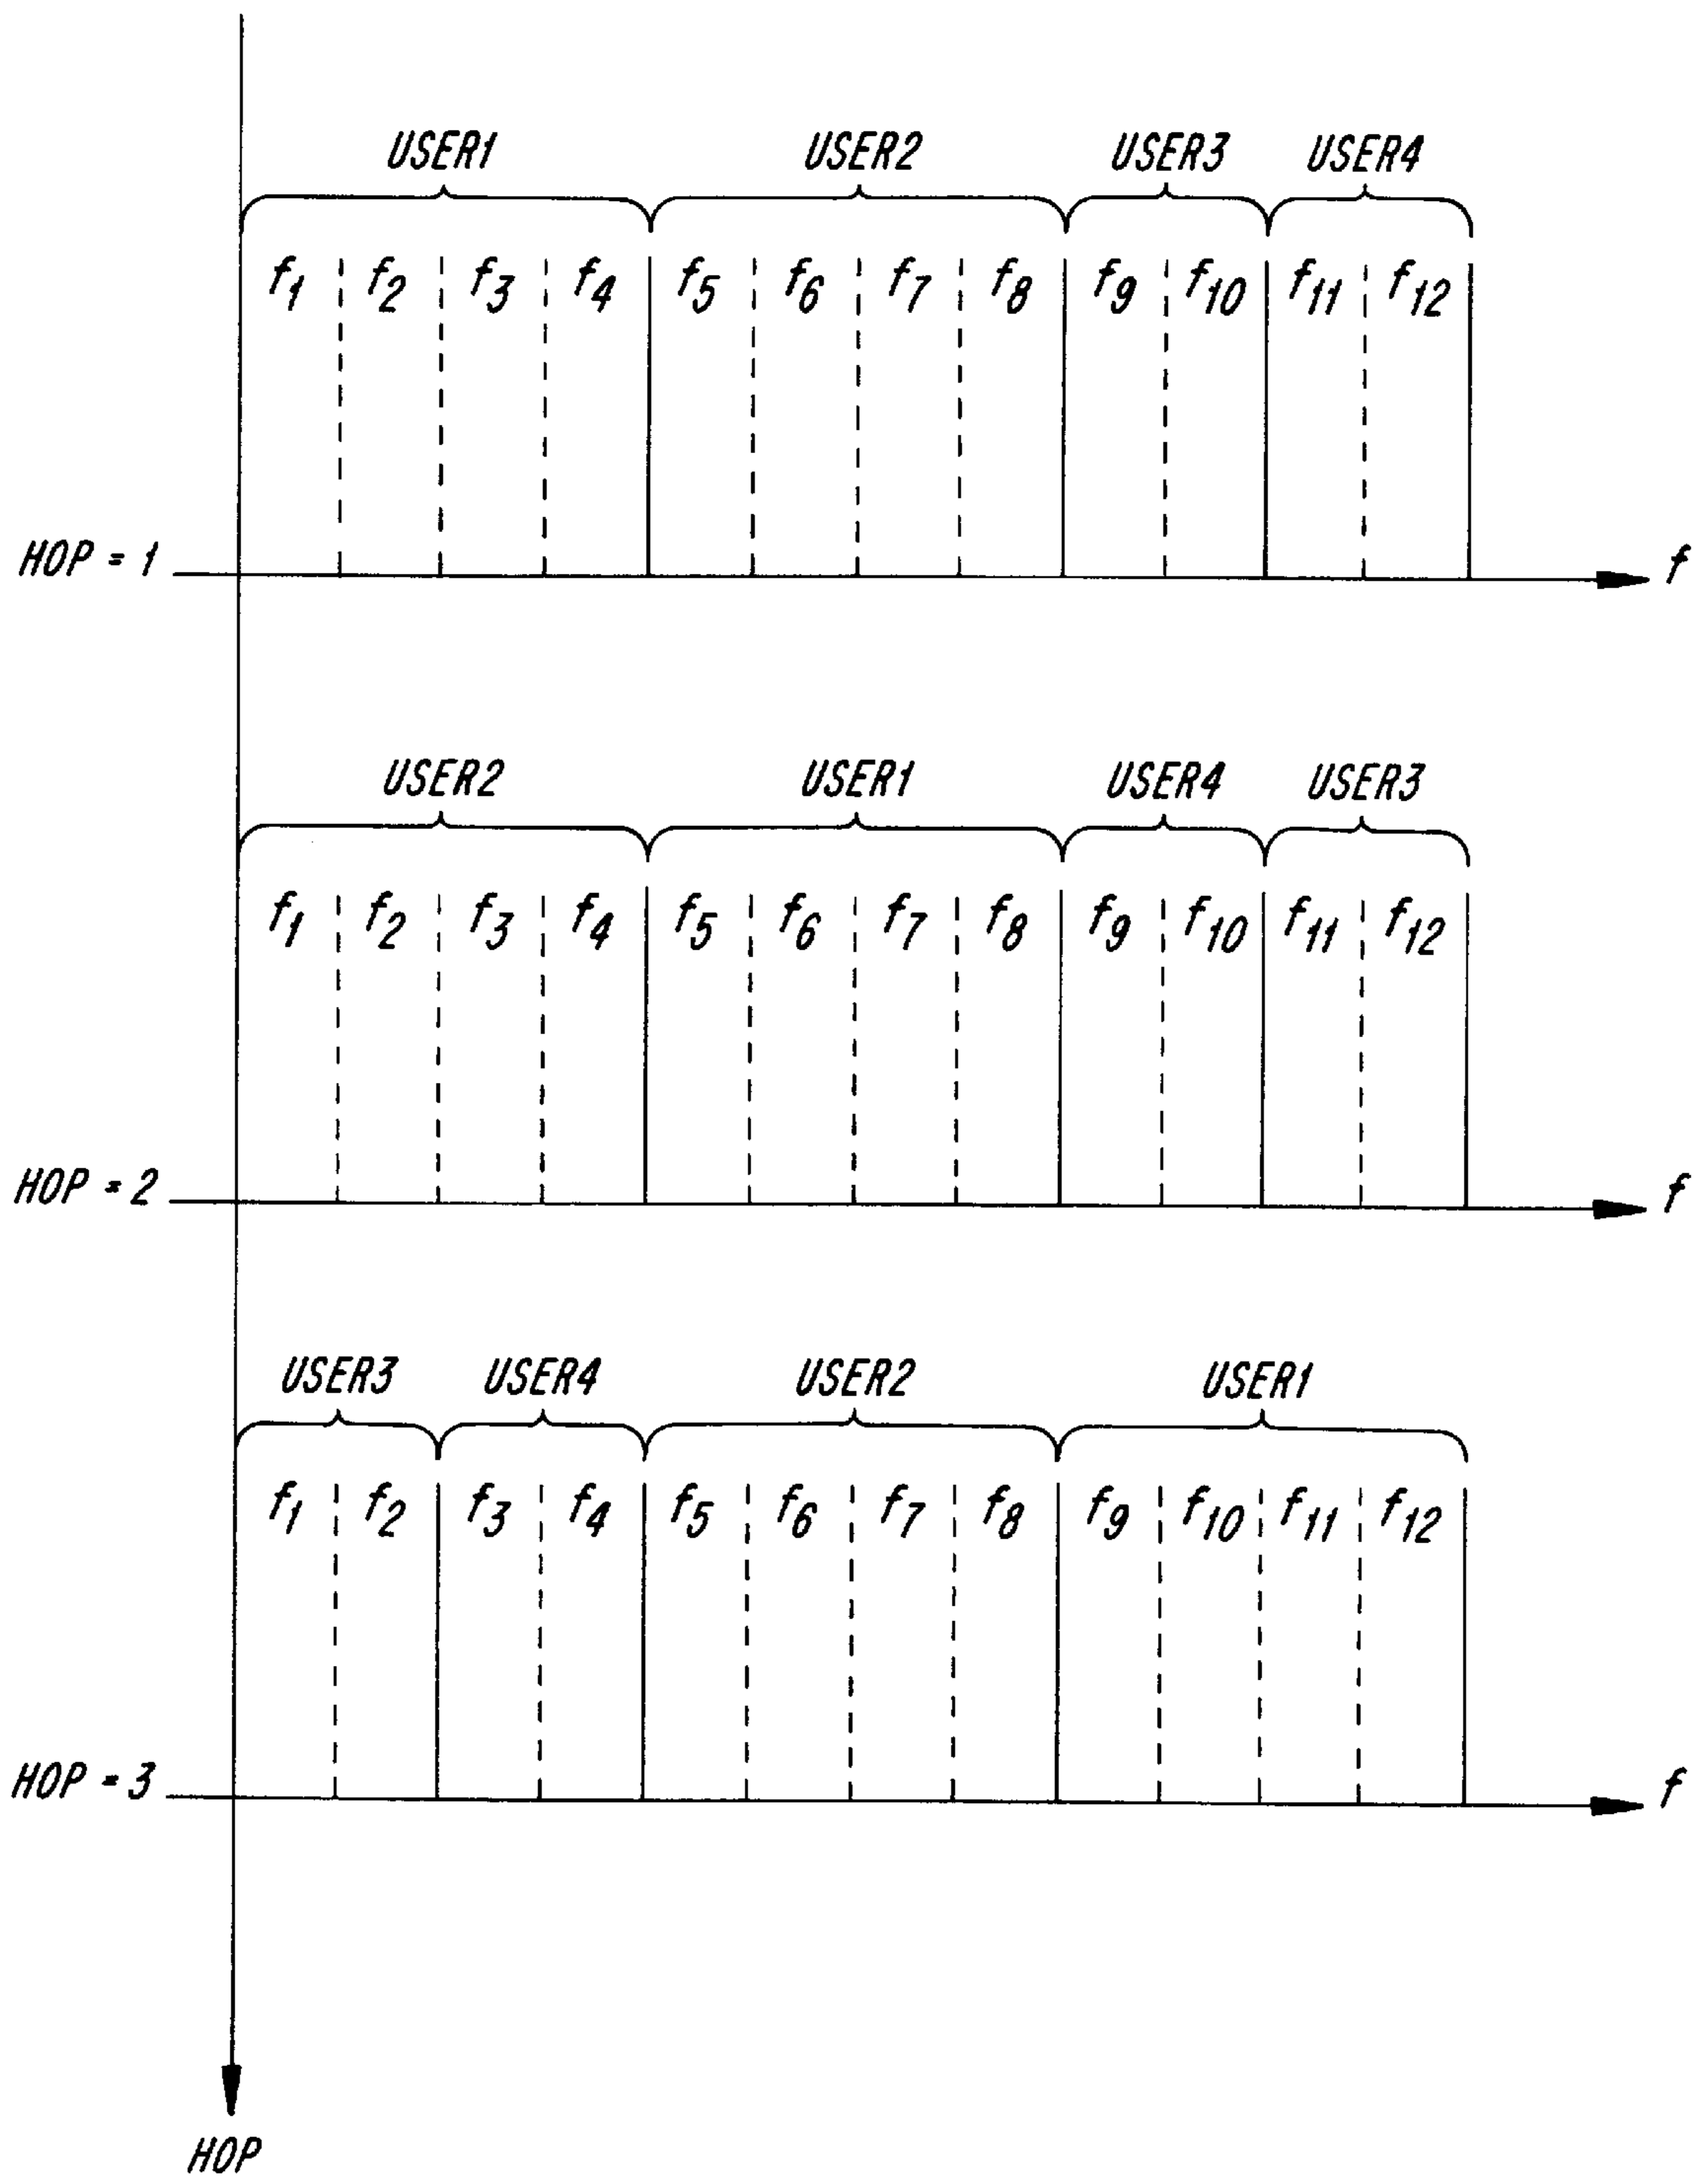 USER1 USER2 USER3 USER4
f1 f2 f3 f4 f5 f6 f7 f8 f9 f10 f11 f12
HOP = 1 f
USER2 USER1 USER4 USER3
f1 f2 f3 f4 f5 f6 f7 f8 f9 f10 f11 f12
HOP = 2 f
USER3 USER4 USER2 USER1
f1 f2 f3 f4 f5 f6 f7 f8 f9 f10 f11 f12
HOP = 3 f
HOP